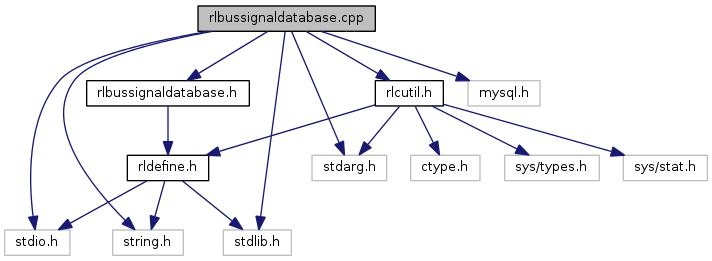 rlbussignaldatabase.cpp
rlbussignaldatabase.h
rlcutil.h
mysql.h
rldefine.h
stdarg.h
ctype.h
sys/types.h
sys/stat.h
stdio.h
string.h
stdlib.h